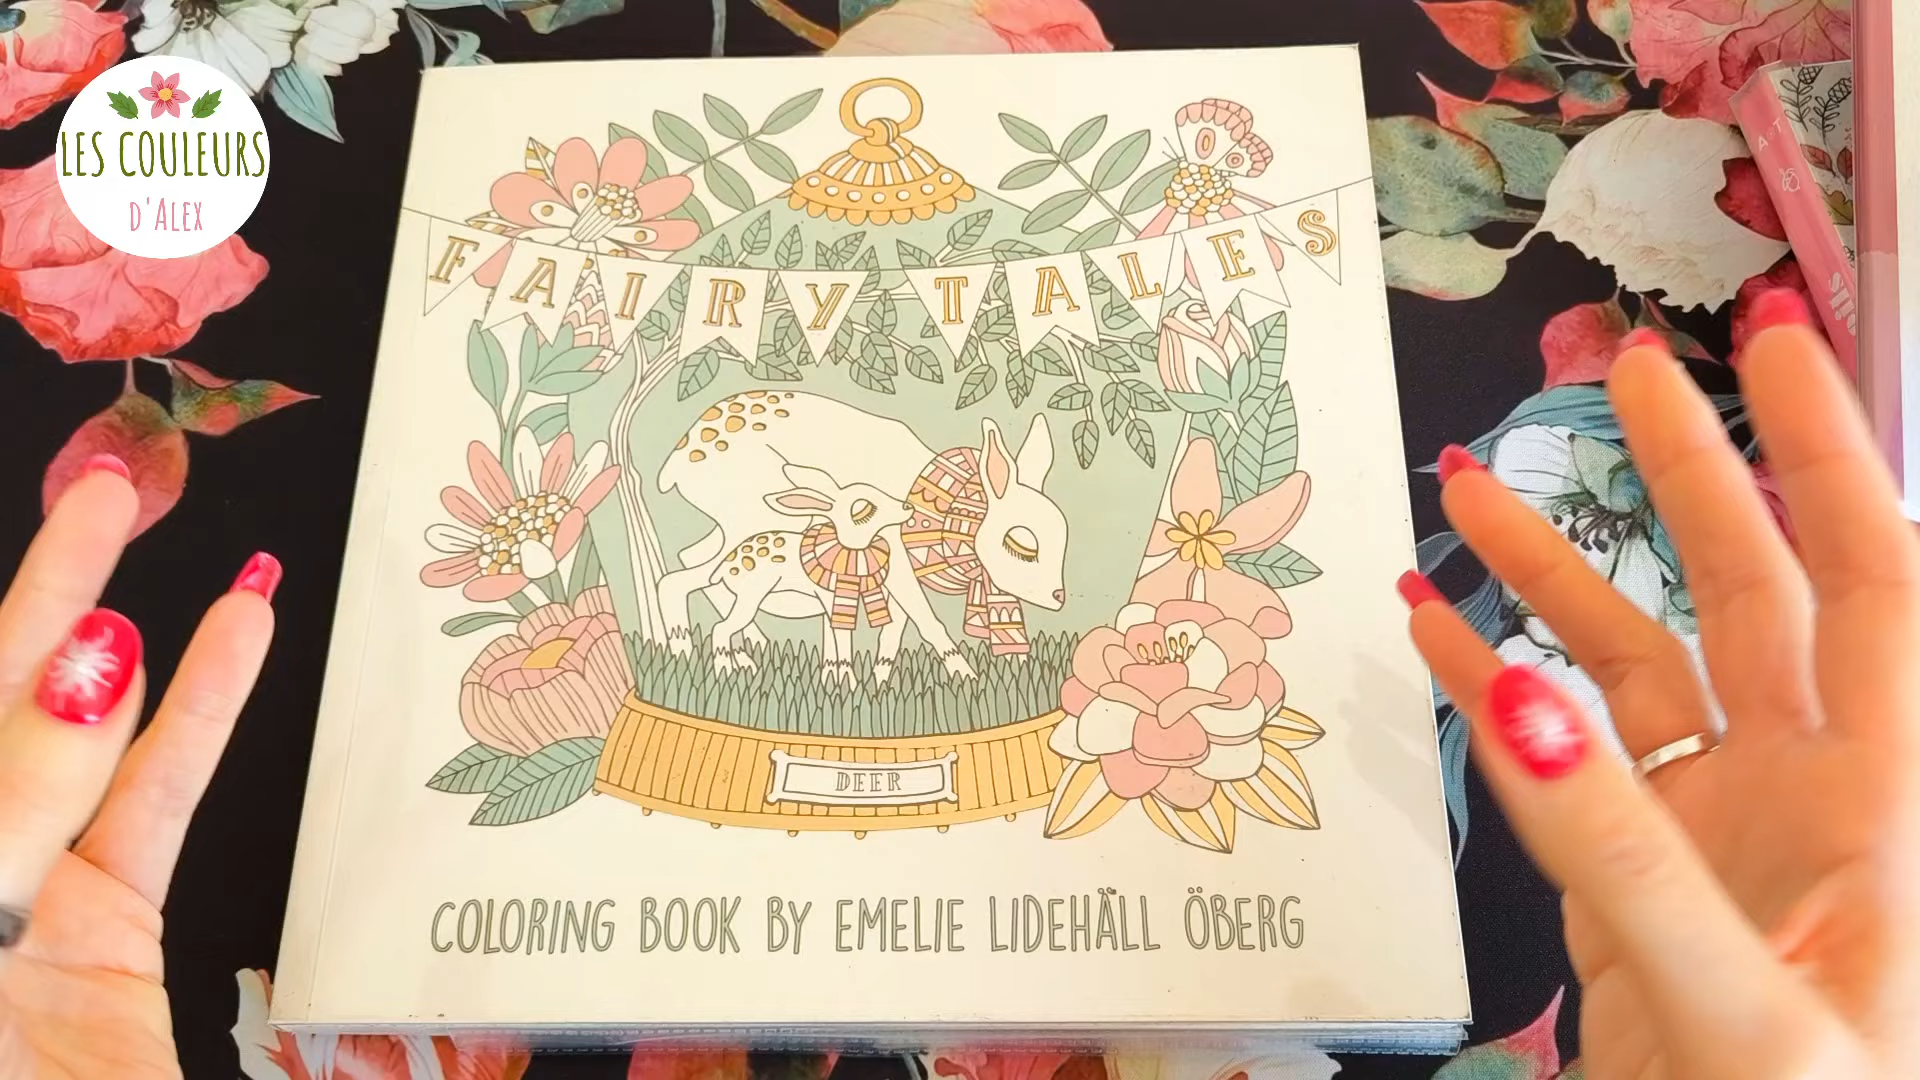 LES COULEURS
d'ALEX
FAIRY TALES
DEER
COLORING BOOK BY EMELIE LIDEHÄLL ÖBERG